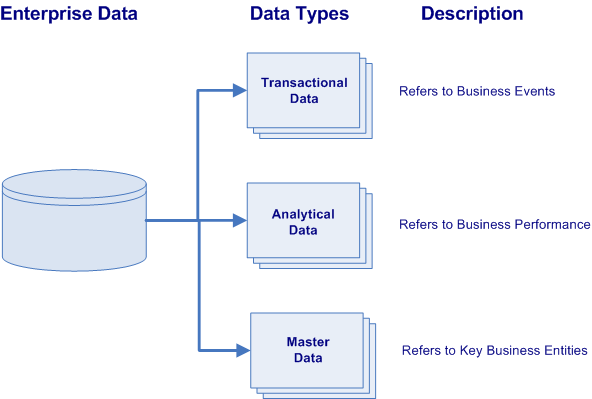 Enterprise Data
Data Types
Description
Transactional
Data
Refers to Business Events
Analytical
Data
Refers to Business Performance
Master
Data
Refers to Key Business Entities